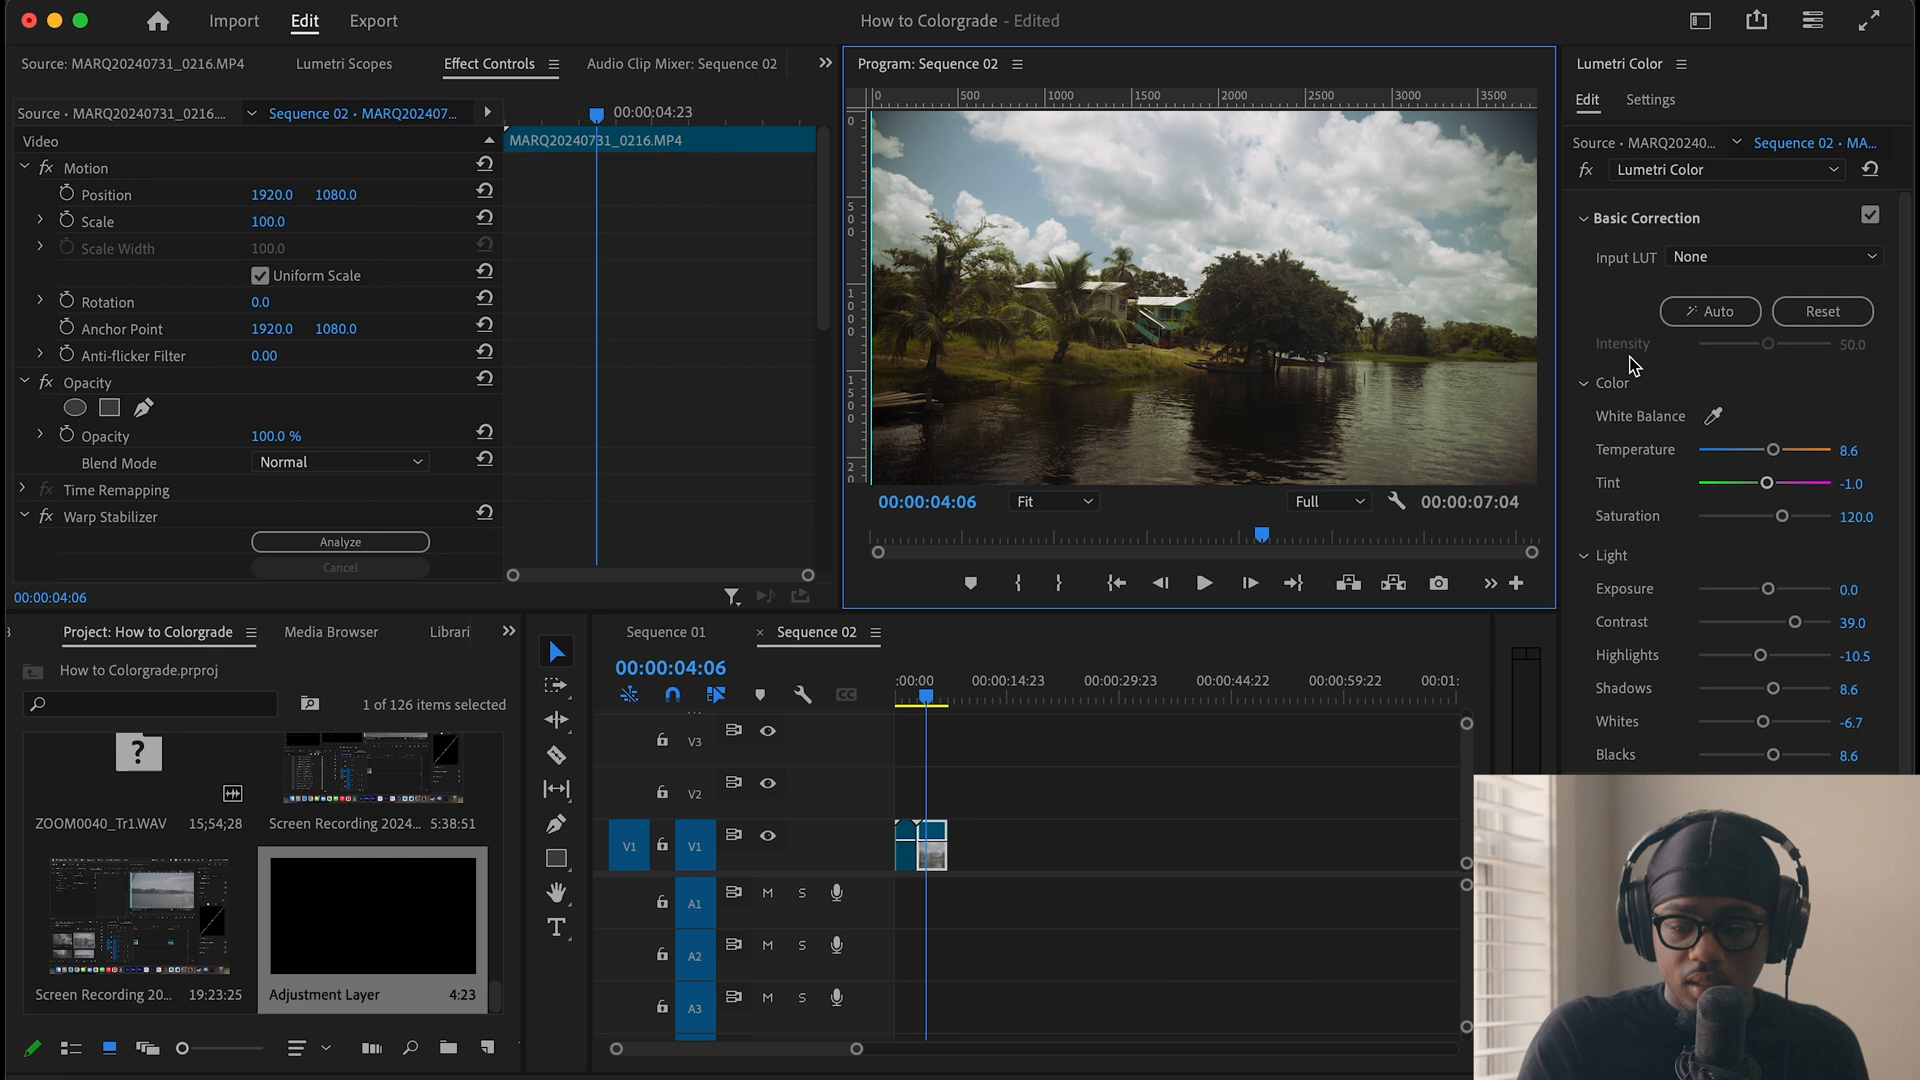 Import
Edit
Export
How to Colorgrade - Edited
Source: MARQ20240731_0216.MP4
Lumetri Scopes
Effect Controls
Audio Clip Mixer: Sequence 02
Source • MARQ20240731_0216....
Sequence 02 • MARQ202407...
00:00:04:23
Video
MARQ20240731_0216.MP4
fx Motion
Position 1920.0 1080.0
Scale 100.0
Scale Width 100.0
Uniform Scale
Rotation 0.0
Anchor Point 1920.0 1080.0
Anti-flicker Filter 0.00
fx Opacity
Opacity 100.0 %
Blend Mode Normal
fx Time Remapping
fx Warp Stabilizer
Analyze
Cancel
00:00:04:06
Program: Sequence 02
0 500 1000 1500 2000 2500 3000 3500
0
500
1000
1500
2
0
00:00:04:06 Fit Full 00:00:07:04
Lumetri Color
Edit Settings
Source • MARQ20240... Sequence 02 • MA...
fx Lumetri Color
Basic Correction
Input LUT None
Auto Reset
Intensity 50.0
Color
White Balance
Temperature 8.6
Tint -1.0
Saturation 120.0
Light
Exposure 0.0
Contrast 39.0
Highlights -10.5
Shadows 8.6
Whites -6.7
Blacks 8.6
Project: How to Colorgrade
Media Browser
Librari
How to Colorgrade.prproj
1 of 126 items selected
?
ZOOM0040_Tr1.WAV 15;54;28
Screen Recording 2024... 5:38:51
Screen Recording 20... 19:23:25
Adjustment Layer 4:23
T
Sequence 01
× Sequence 02
00:00:04:06
:00:00 00:00:14:23 00:00:29:23 00:00:44:22 00:00:59:22 00:01:
CC
V3
V2
V1 V1
A1 M S
A2 M S
A3 M S